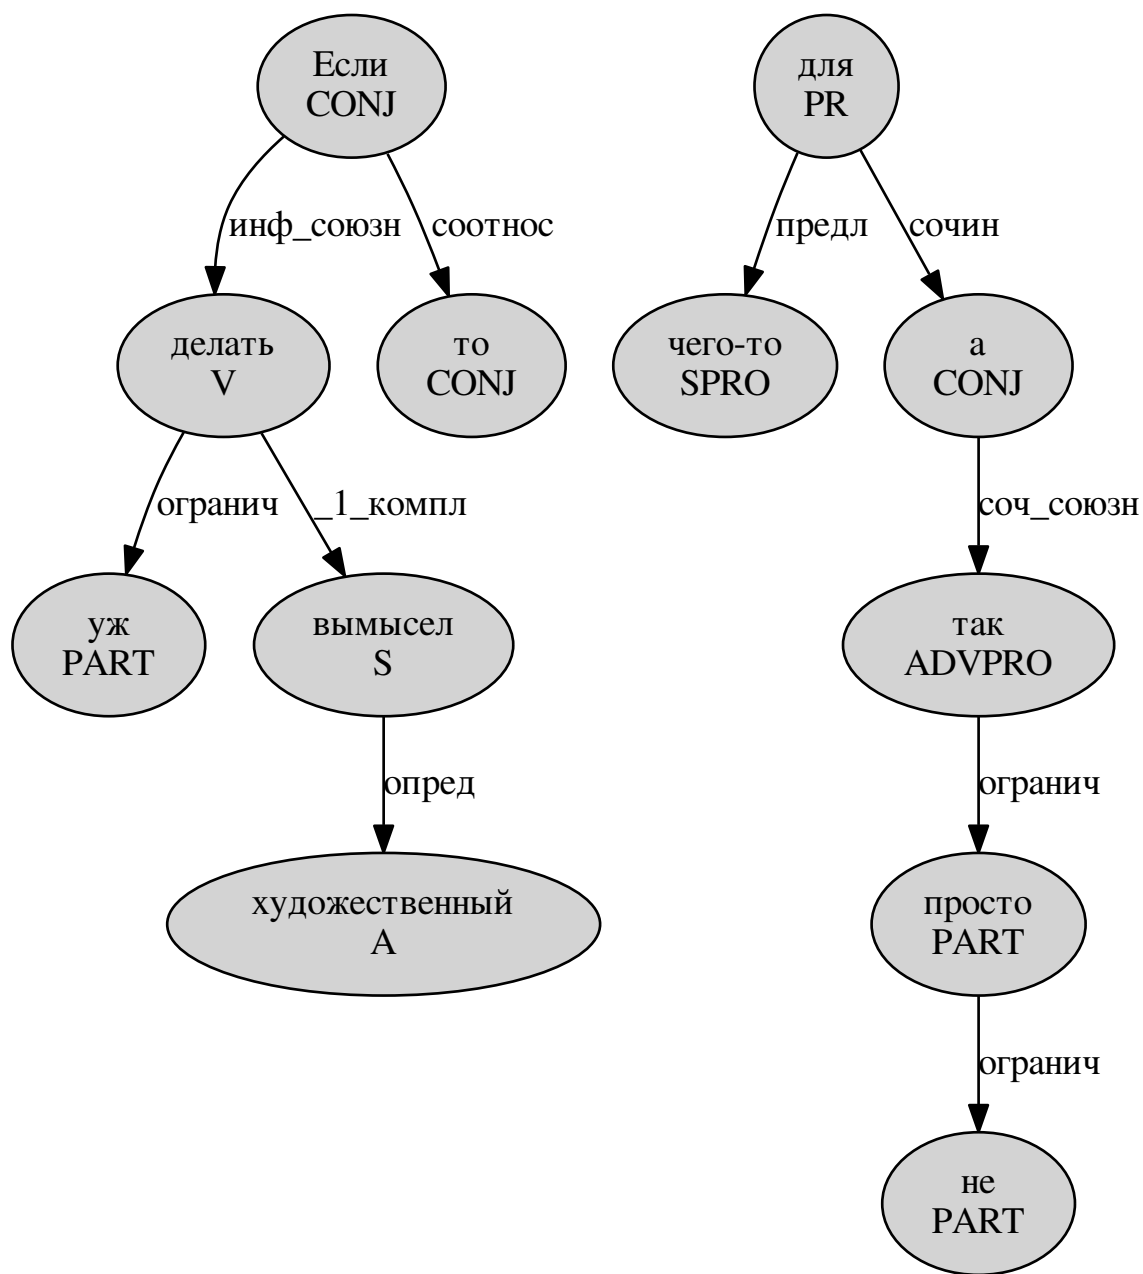 Если
CONJ
для
PR
инф_союзн
соотнос
предл
сочин
делать
V
то
CONJ
чего-то
SPRO
а
CONJ
огранич
_1_компл
соч_союзн
уж
PART
вымысел
S
так
ADVPRO
опред
огранич
художественный
A
просто
PART
огранич
не
PART